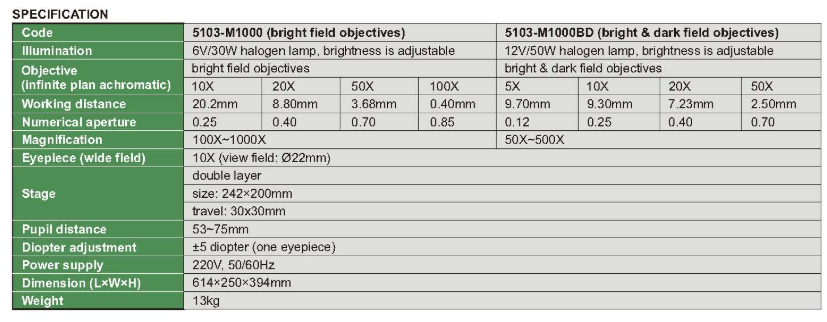 SPECIFICATION
Code 5103-M1000 (bright field objectives) 5103-M1000BD (bright & dark field objectives)
Illumination 6V/30W halogen lamp, brightness is adjustable 12V/50W halogen lamp, brightness is adjustable
Objective (infinite plan achromatic) bright field objectives bright & dark field objectives
10X 20X 50X 100X 5X 10X 20X 50X
Working distance 20.2mm 8.80mm 3.68mm 0.40mm 9.70mm 9.30mm 7.23mm 2.50mm
Numerical aperture 0.25 0.40 0.70 0.85 0.12 0.25 0.40 0.70
Magnification 100X~1000X 50X~500X
Eyepiece (wide field) 10X (view field: Ø22mm)
Stage double layer
size: 242×200mm
travel: 30x30mm
Pupil distance 53~75mm
Diopter adjustment ±5 diopter (one eyepiece)
Power supply 220V, 50/60Hz
Dimension (L×W×H) 614×250×394mm
Weight 13kg